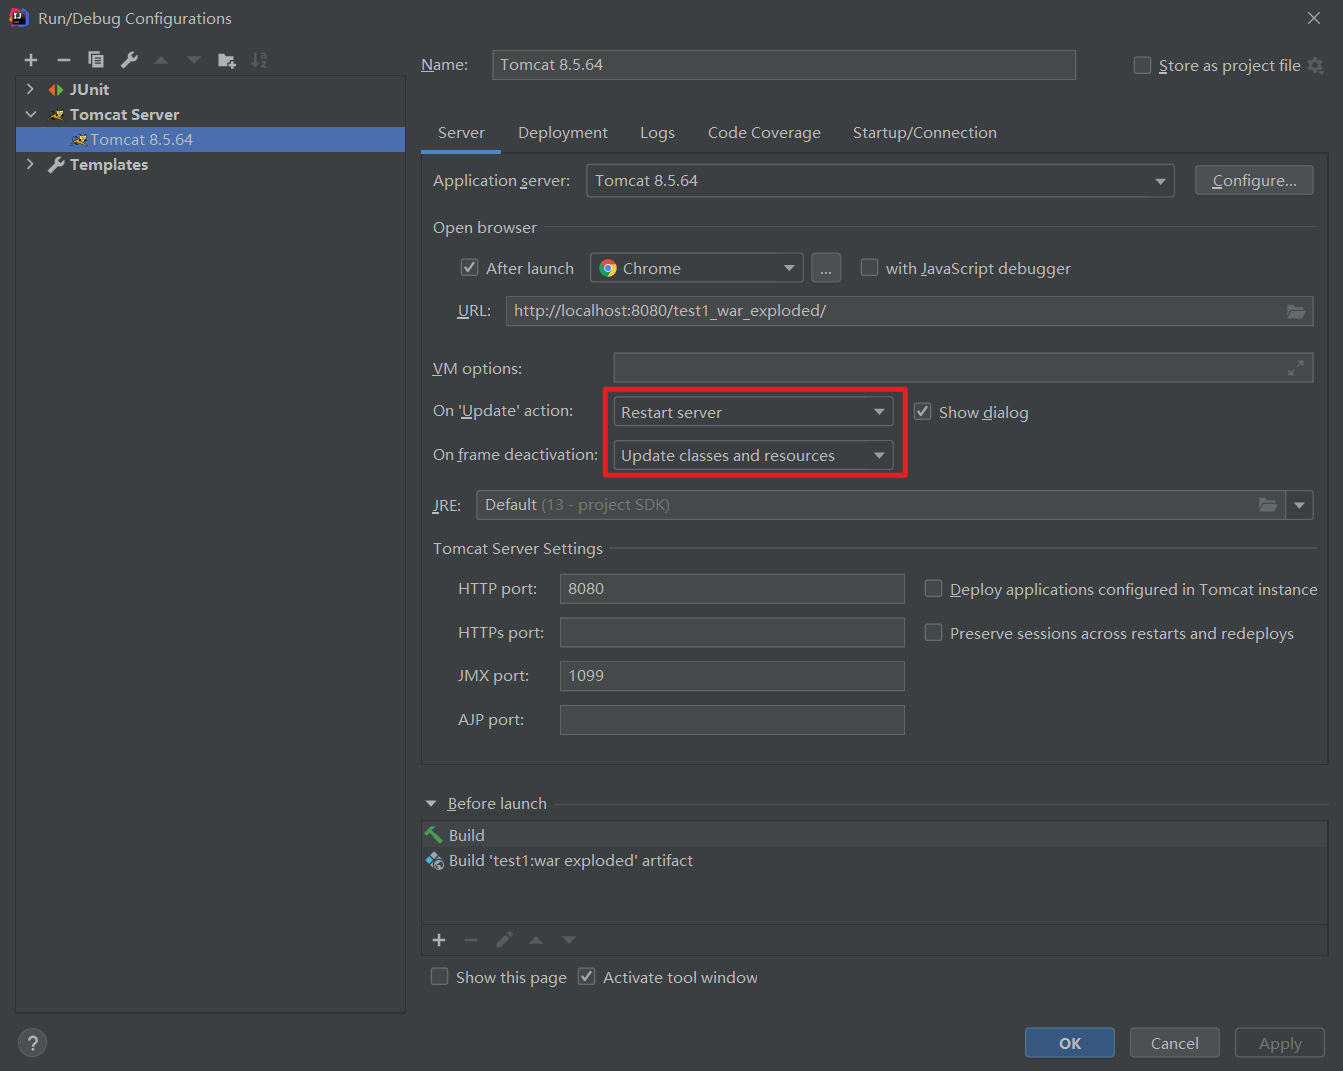 Run/Debug Configurations
JUnit
Tomcat Server
Tomcat 8.5.64
Templates
Name: Tomcat 8.5.64 Store as project file
Server Deployment Logs Code Coverage Startup/Connection
Application server: Tomcat 8.5.64 Configure...
Open browser
After launch Chrome ... with JavaScript debugger
URL: http://localhost:8080/test1_war_exploded/
VM options:
On 'Update' action: Restart server Show dialog
On frame deactivation: Update classes and resources
JRE: Default (13 - project SDK)
Tomcat Server Settings
HTTP port: 8080 Deploy applications configured in Tomcat instance
HTTPs port: Preserve sessions across restarts and redeploys
JMX port: 1099
AJP port:
Before launch
Build
Build 'test1:war exploded' artifact
Show this page Activate tool window
? OK Cancel Apply